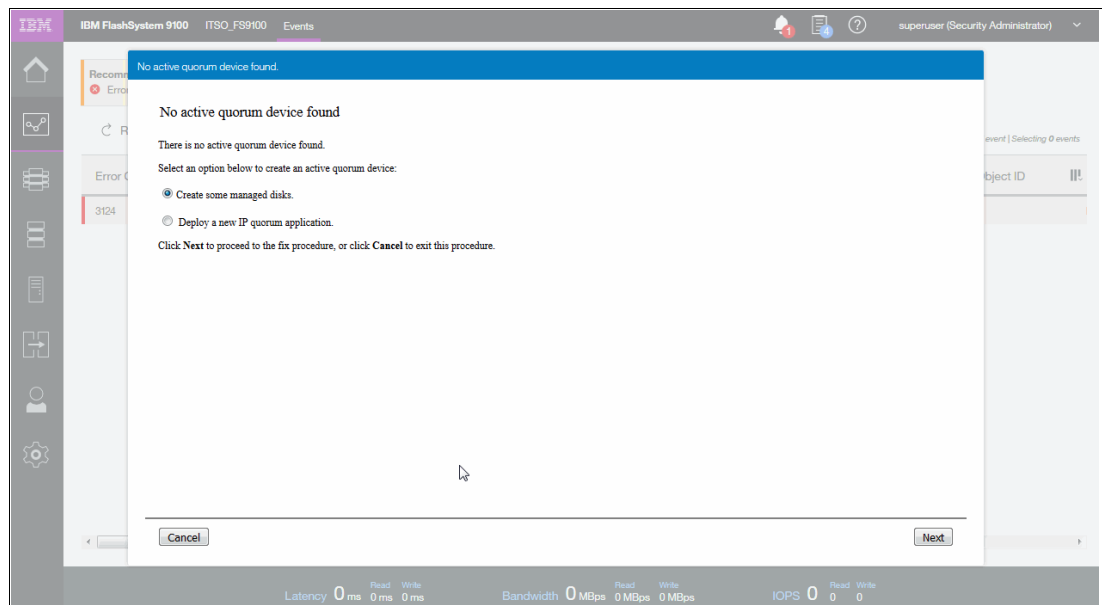 IBM
IBM FlashSystem 9100 ITSO_FS9100 Events
1
4
superuser (Security Administrator)
No active quorum device found.
Recomm
Erro
No active quorum device found
There is no active quorum device found.
R
event | Selecting 0 events
Select an option below to create an active quorum device:
Error
bject ID
Create some managed disks.
3124
Deploy a new IP quorum application.
Click Next to proceed to the fix procedure, or click Cancel to exit this procedure.
Cancel
Next
Read Write
Latency 0 ms 0 ms 0 ms
Read Write
Bandwidth 0 MBps 0 MBps 0 MBps
Read Write
IOPS 0 0 0